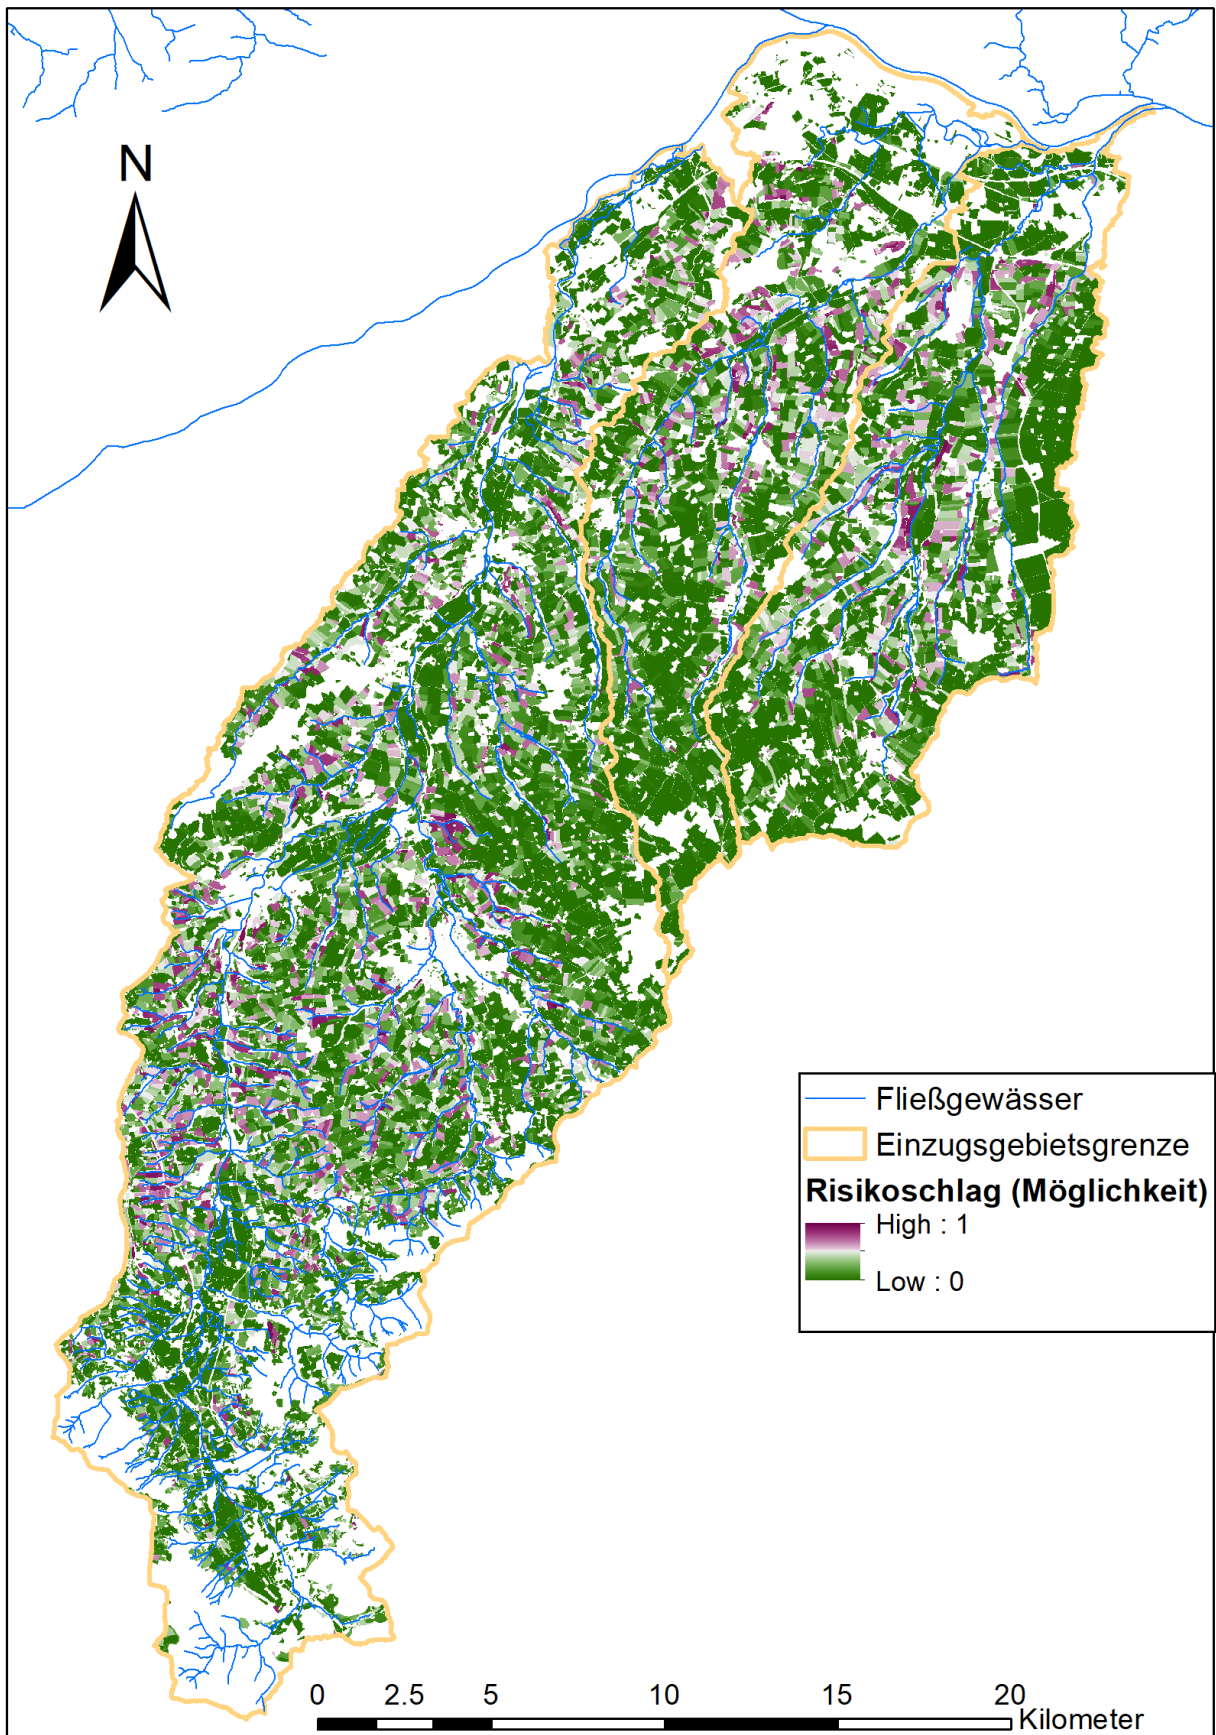 N
Fließgewässer
Einzugsgebietsgrenze
Risikoschlag (Möglichkeit)
High : 1
Low : 0
0 2.5 5 10 15 20
Kilometer